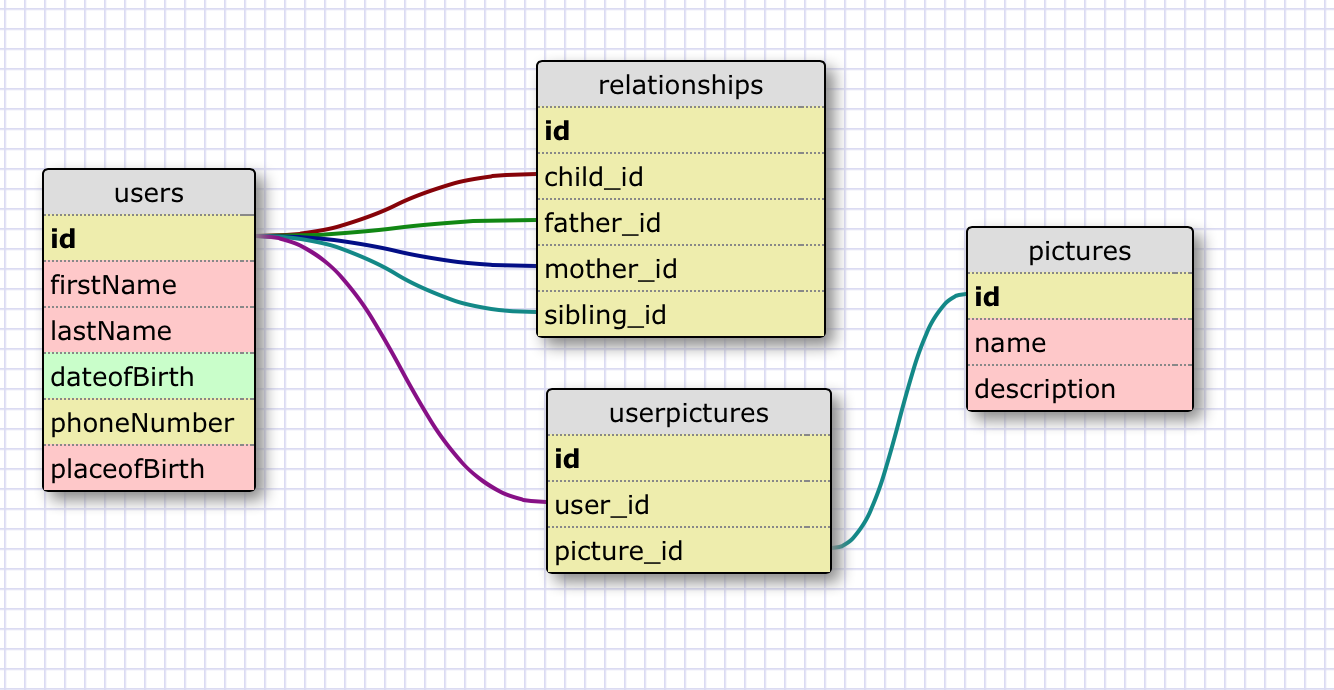 users
id
firstName
lastName
dateofBirth
phoneNumber
placeofBirth
relationships
id
child_id
father_id
mother_id
sibling_id
userpictures
id
user_id
picture_id
pictures
id
name
description